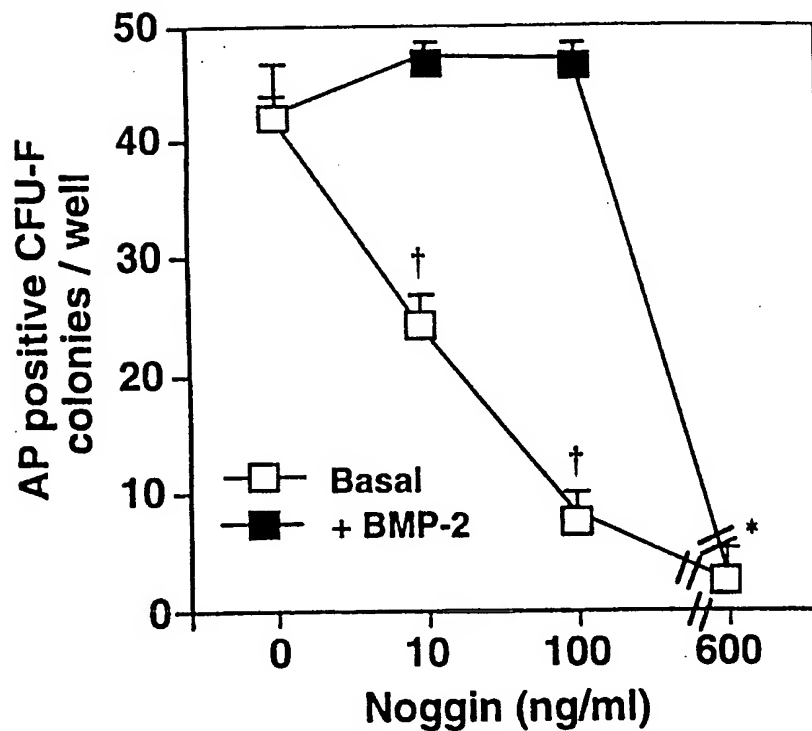 AP positive CFU-F
colonies / well
50
40
30
20
10
0
†
†
*
Basal
+ BMP-2
0 10 100 600
Noggin (ng/ml)